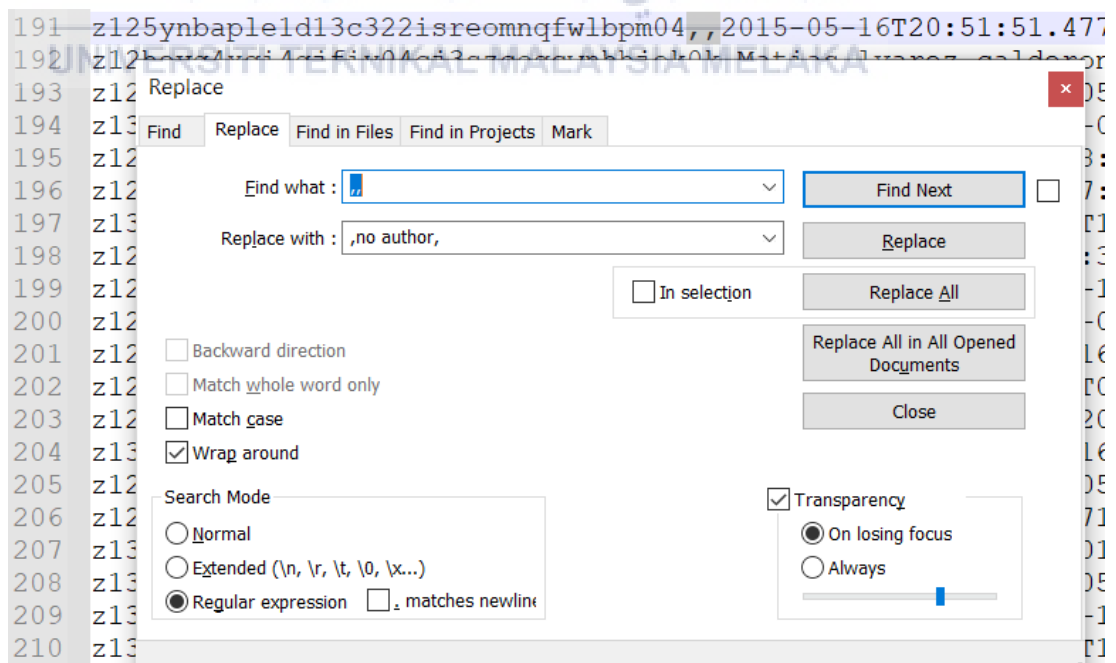 191 z125ynbaple1d13c322isreomnqfwlbpm04,,2015-05-16T20:51:51.477
192
UNIVERSITI TEKNIKAL MALAYSIA MELAKA
Replace
193 z12
Find Replace Find in Files Find in Projects Mark
194 z13
195 z12
Find what : ,, Find Next
196 z12
197 z13
Replace with : ,no author, Replace
198 z12
199 z12
In selection Replace All
200 z12
Backward direction Replace All in All Opened Documents
201 z12
Match whole word only
202 z12
Match case Close
203 z12
Wrap around
204 z13
205 z12
Search Mode Transparency
206 z12
Normal On losing focus
207 z13
Extended (\n, \r, \t, \0, \x...) Always
208 z13
Regular expression . matches newline
209 z13
210 z13